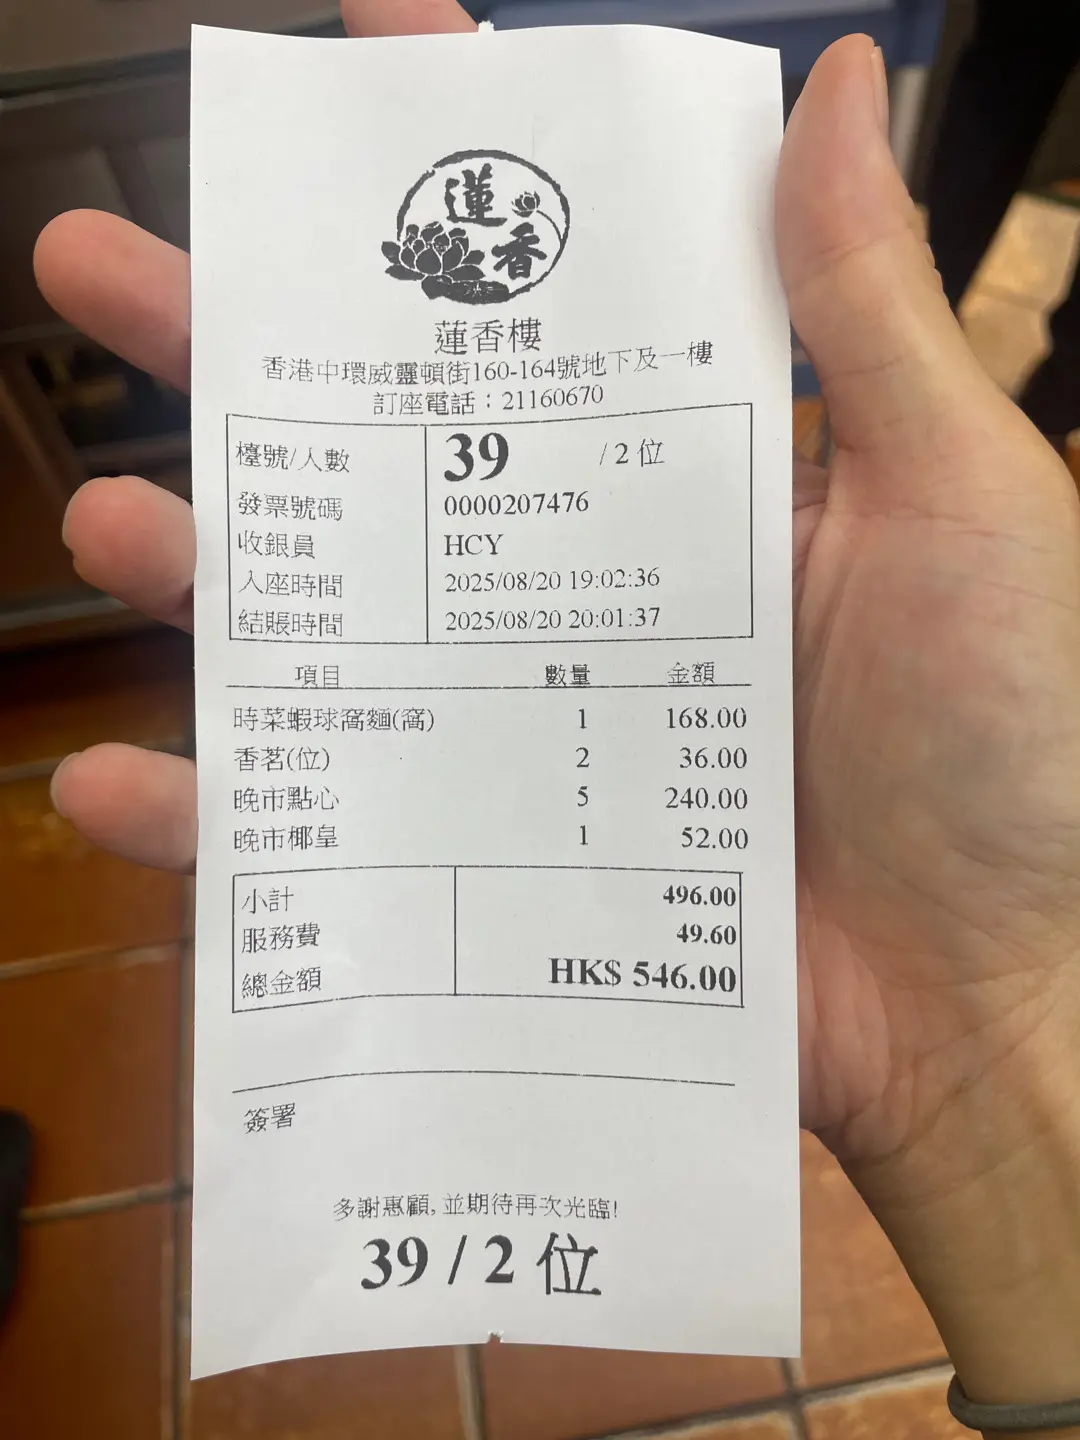 蓮香
蓮香樓
香港中環威靈頓街160-164號地下及一樓
訂座電話：21160670
檯號/人數 39 / 2 位
發票號碼 0000207476
收銀員 HCY
入座時間 2025/08/20 19:02:36
結賬時間 2025/08/20 20:01:37
項目 數量 金額
時菜蝦球窩麵(窩) 1 168.00
香茗(位) 2 36.00
晚市點心 5 240.00
晚市椰皇 1 52.00
小計 496.00
服務費 49.60
總金額 HK$ 546.00
簽署
多謝惠顧, 並期待再次光臨!
39 / 2 位